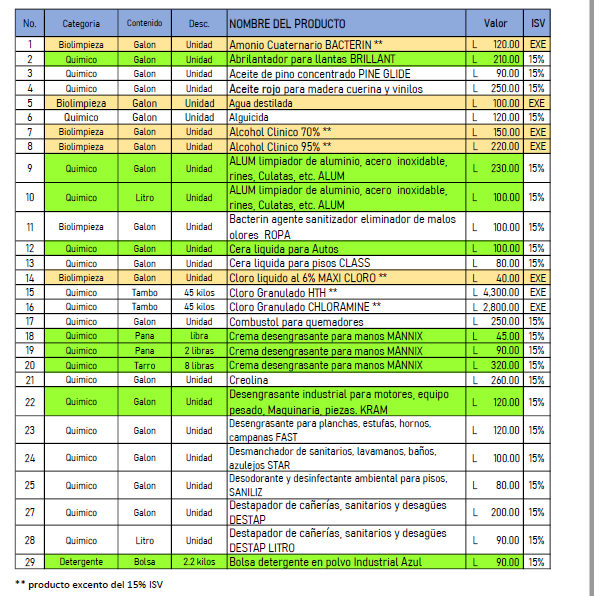 No. Categoria Contenido Desc. NOMBRE DEL PRODUCTO Valor ISV
1 Biolimpieza Galon Unidad Amonio Cuaternario BACTERIN ** L 120.00 EXE
2 Quimico Galon Unidad Abrilantador para llantas BRILLANT L 210.00 15%
3 Quimico Galon Unidad Aceite de pino concentrado PINE GLIDE L 90.00 15%
4 Quimico Galon Unidad Aceite rojo para madera cuerina y vinilos L 250.00 15%
5 Biolimpieza Galon Unidad Agua destilada L 100.00 EXE
6 Quimico Galon Unidad Alguicida L 120.00 15%
7 Biolimpieza Galon Unidad Alcohol Clinico 70% ** L 150.00 EXE
8 Biolimpieza Galon Unidad Alcohol Clinico 95% ** L 220.00 EXE
9 Quimico Galon Unidad ALUM limpiador de aluminio, acero inoxidable,
rines, Culatas, etc. ALUM L 230.00 15%
10 Quimico Litro Unidad ALUM limpiador de aluminio, acero inoxidable,
rines, Culatas, etc. ALUM L 100.00 15%
11 Biolimpieza Galon Unidad Bacterin agente sanitizador eliminador de malos
olores ROPA L 100.00 15%
12 Quimico Galon Unidad Cera liquida para Autos L 100.00 15%
13 Quimico Galon Unidad Cera liquida para pisos CLASS L 80.00 15%
14 Biolimpieza Galon Unidad Cloro liquido al 6% MAXI CLORO ** L 40.00 EXE
15 Quimico Tambo 45 kilos Cloro Granulado HTH ** L 4,300.00 EXE
16 Quimico Tambo 45 kilos Cloro Granulado CHLORAMINE ** L 2,800.00 EXE
17 Quimico Galon Unidad Combustol para quemadores L 250.00 15%
18 Quimico Pana libra Crema desengrasante para manos MANNIX L 45.00 15%
19 Quimico Pana 2 libras Crema desengrasante para manos MANNIX L 90.00 15%
20 Quimico Tarro 8 libras Crema desengrasante para manos MANNIX L 320.00 15%
21 Quimico Galon Unidad Creolina L 260.00 15%
22 Quimico Galon Unidad Desengrasante industrial para motores, equipo
pesado, Maquinaria, piezas. KRAM L 120.00 15%
23 Quimico Galon Unidad Desengrasante para planchas, estufas, hornos,
campanas FAST L 120.00 15%
24 Quimico Galon Unidad Desmanchador de sanitarios, lavamanos, baños,
azulejos STAR L 100.00 15%
25 Quimico Galon Unidad Desodorante y desinfectante ambiental para pisos,
SANILIZ L 80.00 15%
27 Quimico Galon Unidad Destapador de cañerías, sanitarios y desagües
DESTAP L 200.00 15%
28 Quimico Litro Unidad Destapador de cañerías, sanitarios y desagües
DESTAP LITRO L 90.00 15%
29 Detergente Bolsa 2.2 kilos Bolsa detergente en polvo Industrial Azul L 90.00 15%
** producto excento del 15% ISV